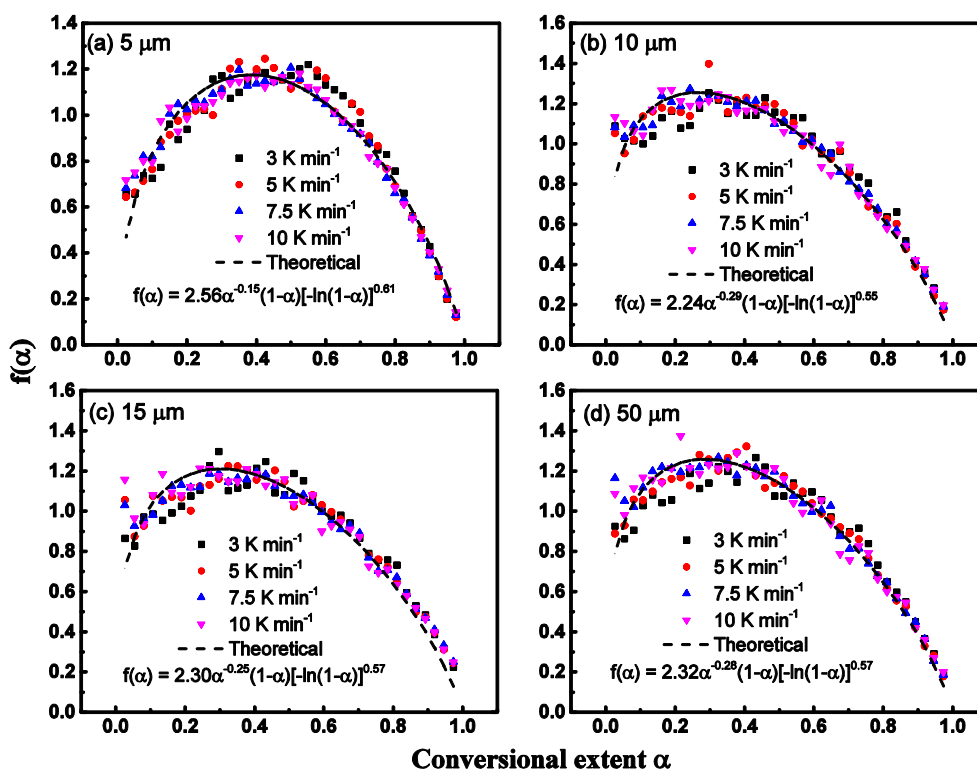 f(α)
(a) 5 μm
1.4
1.2
1.0
0.8
0.6
0.4
0.2
0.0
3 K min⁻¹
5 K min⁻¹
7.5 K min⁻¹
10 K min⁻¹
Theoretical
f(α) = 2.56α⁻⁰·¹⁵(1-α)[-ln(1-α)]⁰·⁶¹
0.0 0.2 0.4 0.6 0.8 1.0
(b) 10 μm
1.6
1.4
1.2
1.0
0.8
0.6
0.4
0.2
0.0
3 K min⁻¹
5 K min⁻¹
7.5 K min⁻¹
10 K min⁻¹
Theoretical
f(α) = 2.24α⁻⁰·²⁹(1-α)[-ln(1-α)]⁰·⁵⁵
0.0 0.2 0.4 0.6 0.8 1.0
(c) 15 μm
1.6
1.4
1.2
1.0
0.8
0.6
0.4
0.2
0.0
3 K min⁻¹
5 K min⁻¹
7.5 K min⁻¹
10 K min⁻¹
Theoretical
f(α) = 2.30α⁻⁰·²⁵(1-α)[-ln(1-α)]⁰·⁵⁷
0.0 0.2 0.4 0.6 0.8 1.0
(d) 50 μm
1.6
1.4
1.2
1.0
0.8
0.6
0.4
0.2
0.0
3 K min⁻¹
5 K min⁻¹
7.5 K min⁻¹
10 K min⁻¹
Theoretical
f(α) = 2.32α⁻⁰·²⁸(1-α)[-ln(1-α)]⁰·⁵⁷
0.0 0.2 0.4 0.6 0.8 1.0
Conversional extent α